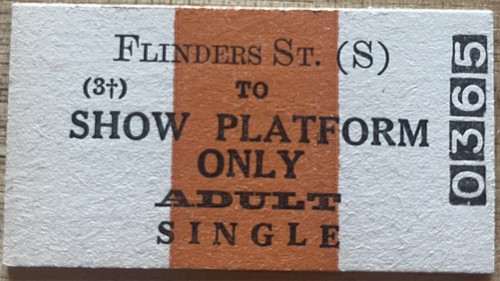 FLINDERS ST. (S)
(3†) TO
SHOW PLATFORM
ONLY
ADULT
SINGLE
0365